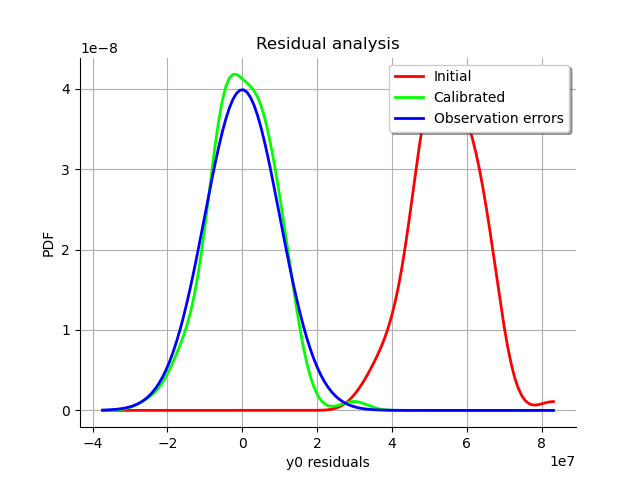 Residual analysis
1e−8
Initial
Calibrated
Observation errors
4
3
2
1
0
PDF
−4 −2 0 2 4 6 8
y0 residuals
1e7